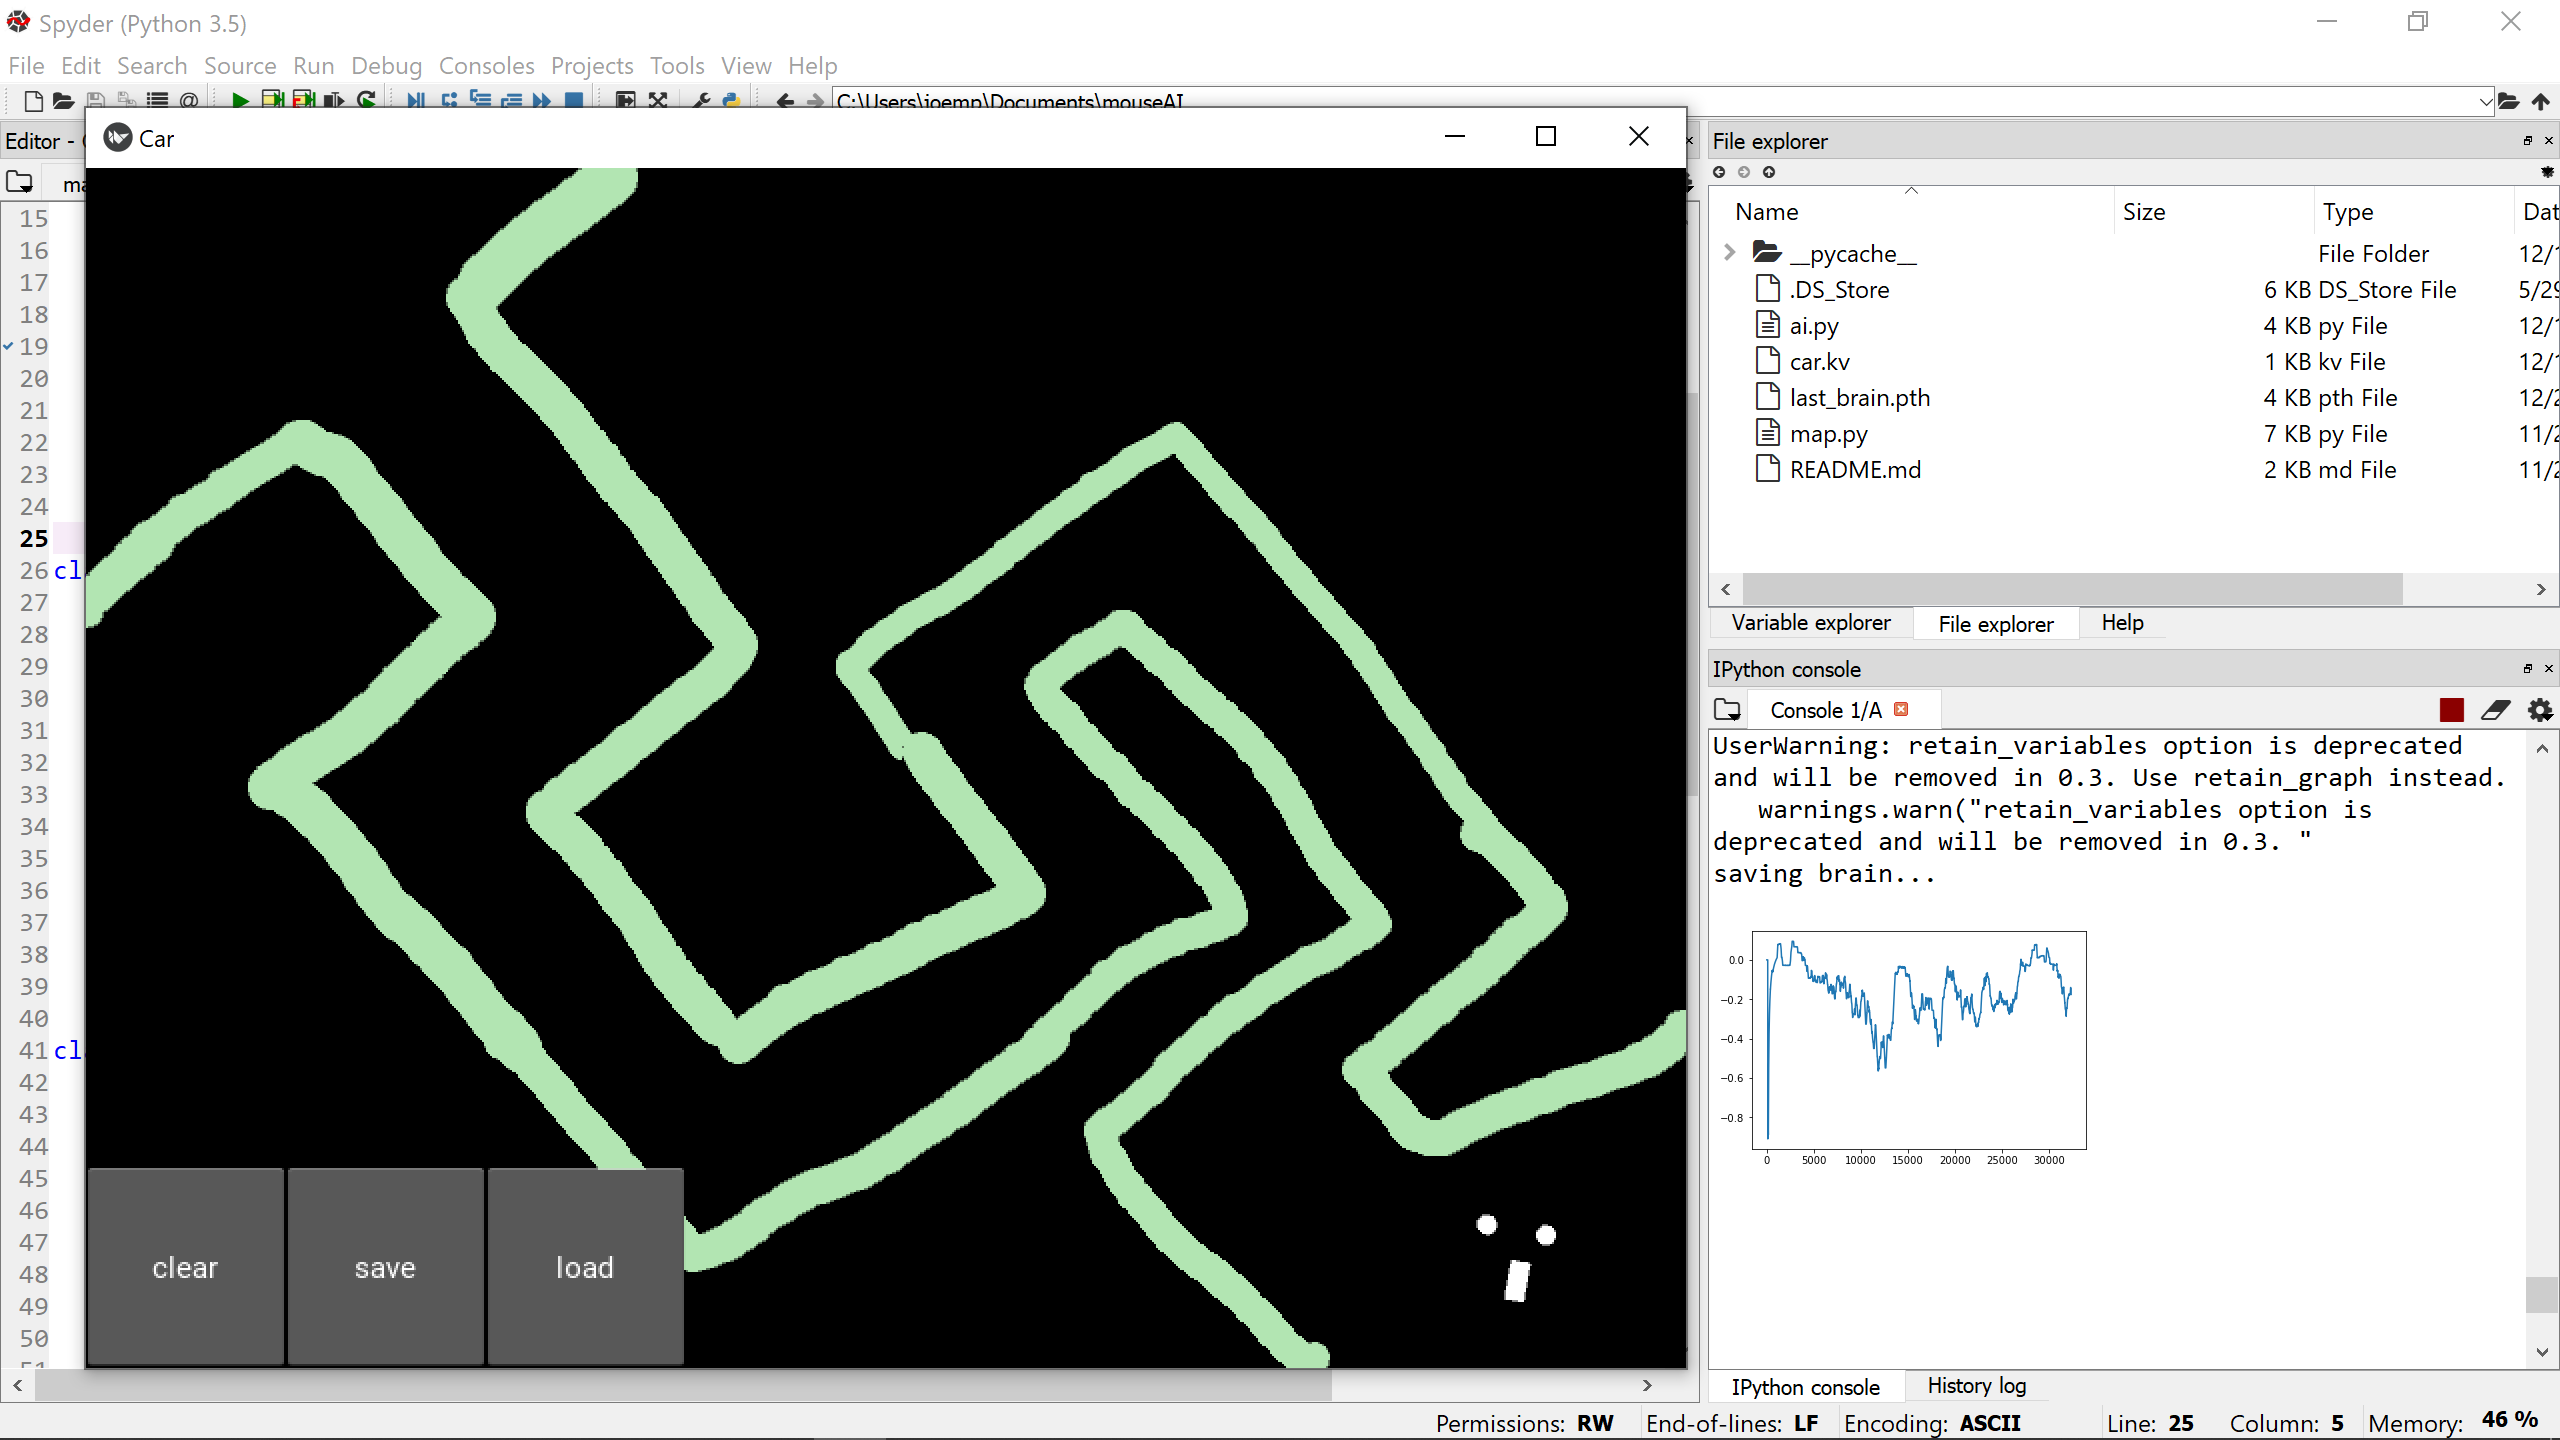 Spyder (Python 3.5)
File Edit Search Source Run Debug Consoles Projects Tools View Help
C:\Users\joemp\Documents\mouseAI
Editor -
Car
ma
15
16
17
18
19
20
21
22
23
24
25
26 cl
27
28
29
30
31
32
33
34
35
36
37
38
39
40
41 cl
42
43
44
45
46
47
48
49
50
51
clear
save
load
File explorer
Name Size Type Dat
__pycache__ File Folder 12/1
.DS_Store 6 KB DS_Store File 5/29
ai.py 4 KB py File 12/1
car.kv 1 KB kv File 12/1
last_brain.pth 4 KB pth File 12/2
map.py 7 KB py File 11/2
README.md 2 KB md File 11/2
Variable explorer File explorer Help
IPython console
Console 1/A
UserWarning: retain_variables option is deprecated
and will be removed in 0.3. Use retain_graph instead.
warnings.warn("retain_variables option is
deprecated and will be removed in 0.3. "
saving brain...
0.0
−0.2
−0.4
−0.6
−0.8
0 5000 10000 15000 20000 25000 30000
IPython console History log
Permissions: RW End-of-lines: LF Encoding: ASCII Line: 25 Column: 5 Memory: 46 %